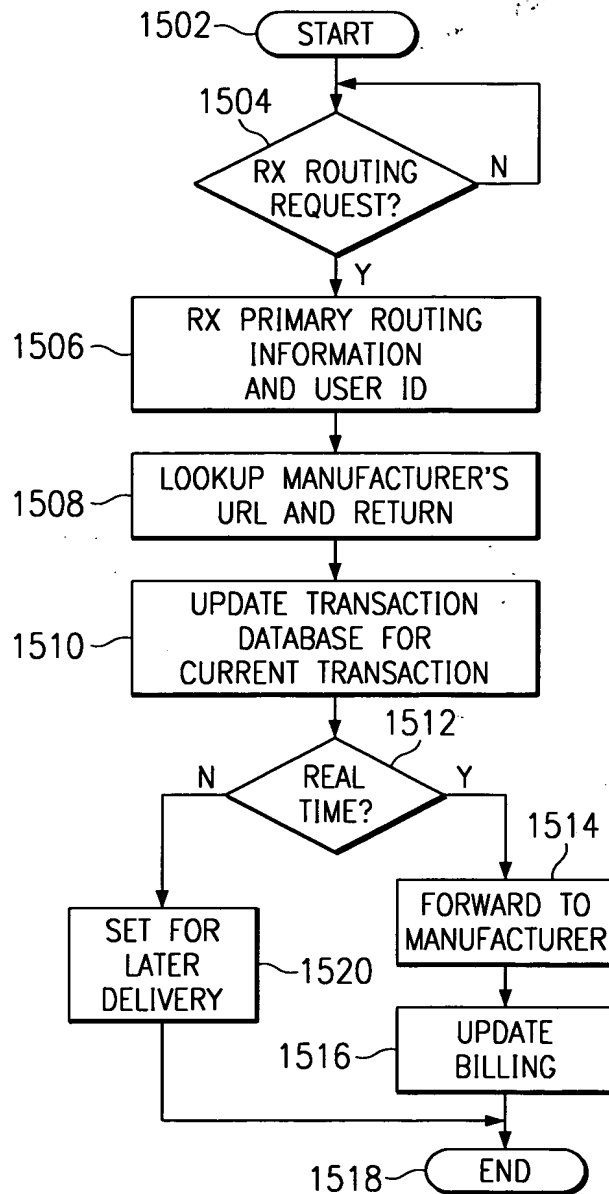 1502
START
1504
RX ROUTING
REQUEST?
N
Y
1506
RX PRIMARY ROUTING
INFORMATION
AND USER ID
1508
LOOKUP MANUFACTURER'S
URL AND RETURN
1510
UPDATE TRANSACTION
DATABASE FOR
CURRENT TRANSACTION
1512
N
REAL
TIME?
Y
1514
FORWARD TO
MANUFACTURER
SET FOR
LATER
DELIVERY
1520
1516
UPDATE
BILLING
1518
END